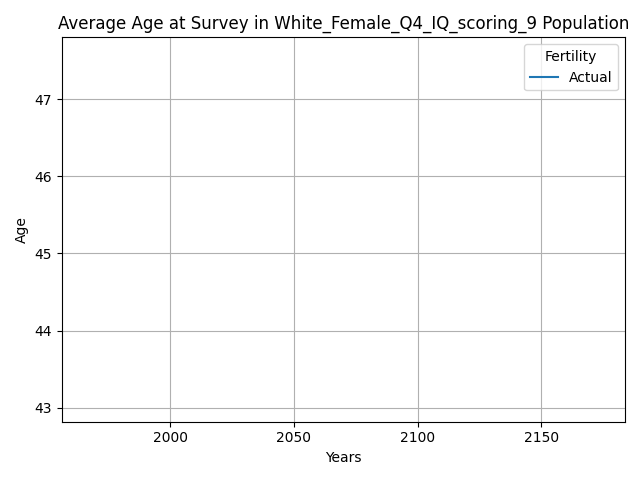 Average Age at Survey in White_Female_Q4_IQ_scoring_9 Population
Fertility
Actual
47
46
45
44
43
Age
2000 2050 2100 2150
Years